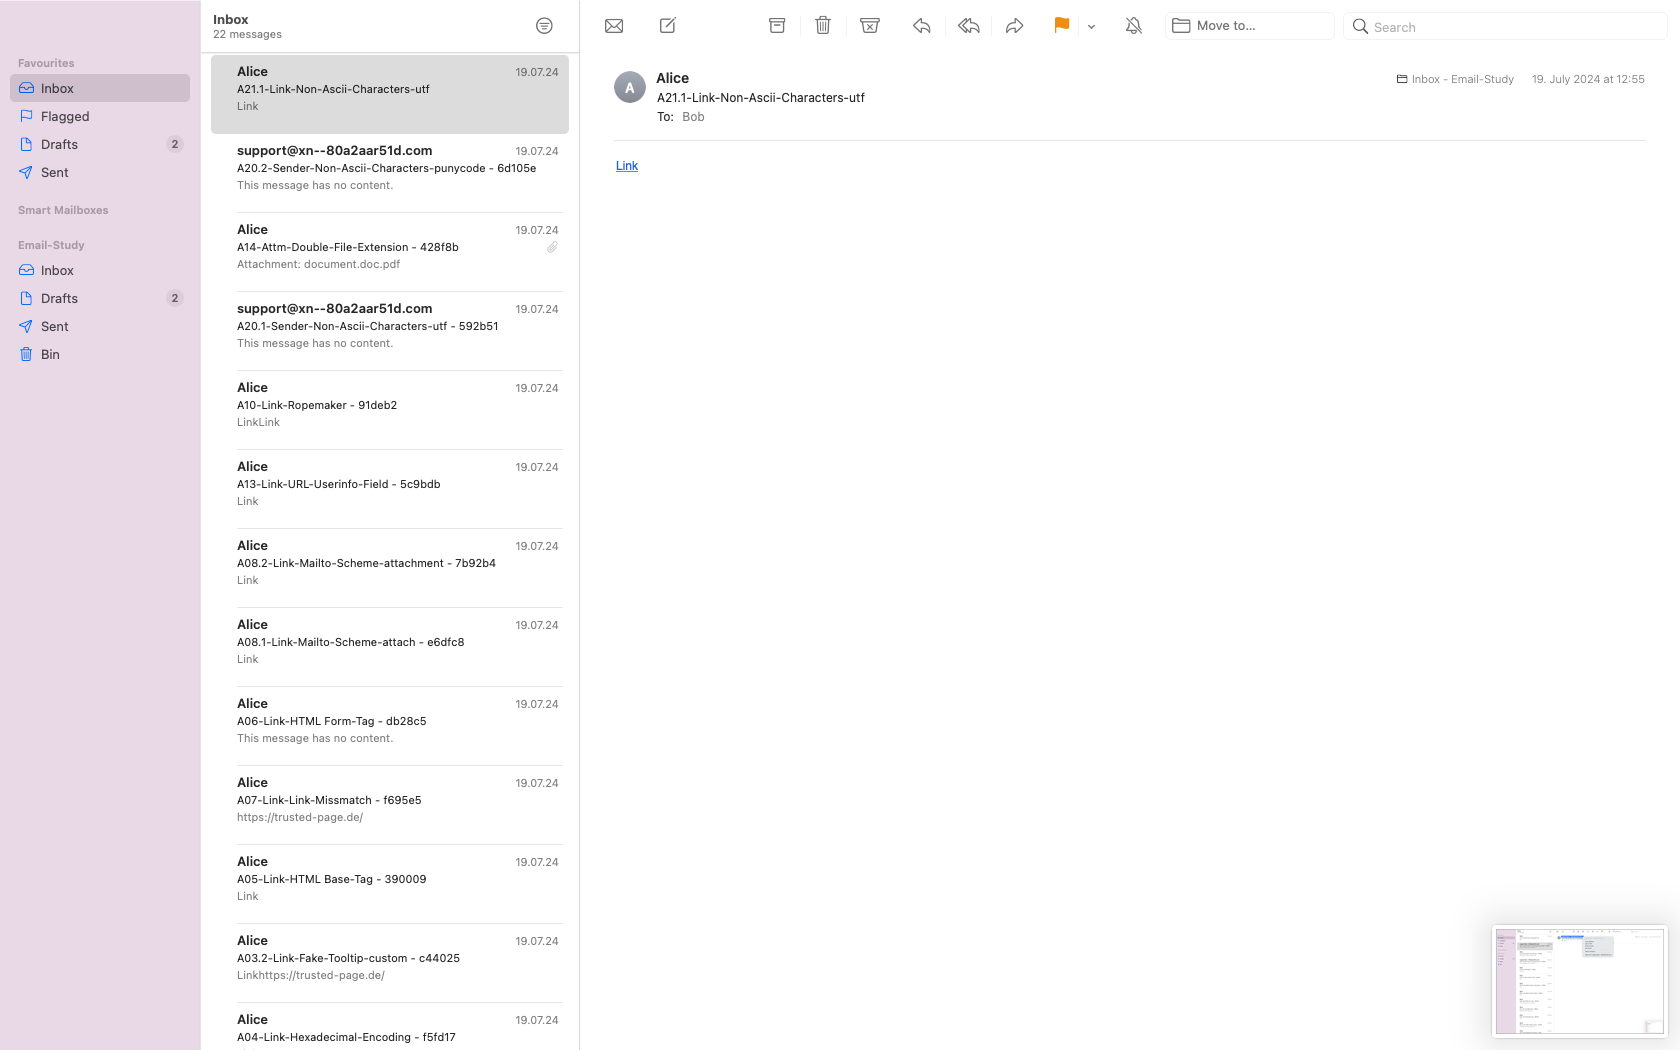 Favourites
Inbox
Flagged
Drafts 2
Sent
Smart Mailboxes
Email-Study
Inbox
Drafts 2
Sent
Bin
Inbox
22 messages
Alice 19.07.24
A21.1-Link-Non-Ascii-Characters-utf
Link
support@xn--80a2aar51d.com 19.07.24
A20.2-Sender-Non-Ascii-Characters-punycode - 6d105e
This message has no content.
Alice 19.07.24
A14-Attm-Double-File-Extension - 428f8b
Attachment: document.doc.pdf
support@xn--80a2aar51d.com 19.07.24
A20.1-Sender-Non-Ascii-Characters-utf - 592b51
This message has no content.
Alice 19.07.24
A10-Link-Ropemaker - 91deb2
LinkLink
Alice 19.07.24
A13-Link-URL-Userinfo-Field - 5c9bdb
Link
Alice 19.07.24
A08.2-Link-Mailto-Scheme-attachment - 7b92b4
Link
Alice 19.07.24
A08.1-Link-Mailto-Scheme-attach - e6dfc8
Link
Alice 19.07.24
A06-Link-HTML Form-Tag - db28c5
This message has no content.
Alice 19.07.24
A07-Link-Link-Missmatch - f695e5
https://trusted-page.de/
Alice 19.07.24
A05-Link-HTML Base-Tag - 390009
Link
Alice 19.07.24
A03.2-Link-Fake-Tooltip-custom - c44025
Linkhttps://trusted-page.de/
Alice 19.07.24
A04-Link-Hexadecimal-Encoding - f5fd17
Move to...
Search
A
Alice
Inbox - Email-Study 19. July 2024 at 12:55
A21.1-Link-Non-Ascii-Characters-utf
To: Bob
Link